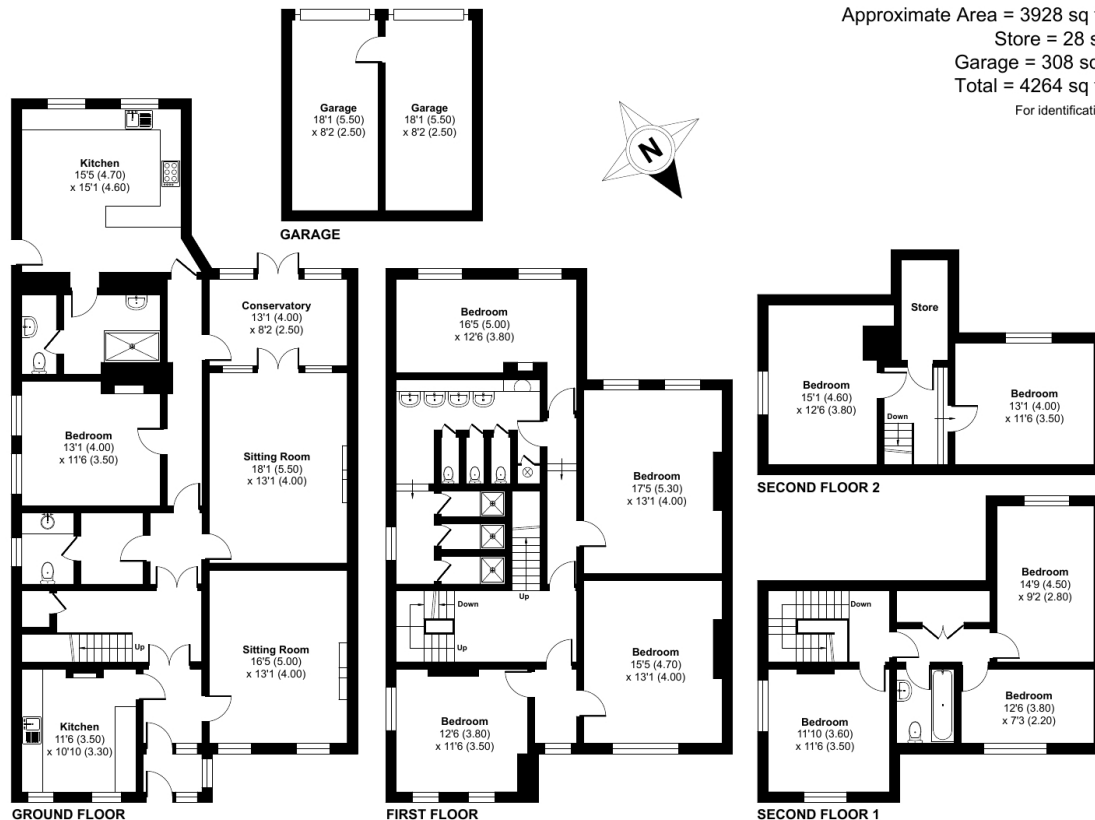 Approximate Area = 3928 sq
Store = 28
Garage = 308
Total = 4264 sq
For
Garage
18'1 (5.50)
x 8'2 (2.50)
Garage
18'1 (5.50)
x 8'2 (2.50)
GARAGE
N
Kitchen
15'5 (4.70)
x 15'1 (4.60)
Conservatory
13'1 (4.00)
x 8'2 (2.50)
Bedroom
13'1 (4.00)
x 11'6 (3.50)
Sitting Room
18'1 (5.50)
x 13'1 (4.00)
Up
Sitting Room
16'5 (5.00)
x 13'1 (4.00)
Kitchen
11'6 (3.50)
x 10'10 (3.30)
GROUND FLOOR
Bedroom
16'5 (5.00)
x 12'6 (3.80)
Bedroom
17'5 (5.30)
x 13'1 (4.00)
Up
Down
Up
Bedroom
15'5 (4.70)
x 13'1 (4.00)
Bedroom
12'6 (3.80)
x 11'6 (3.50)
FIRST FLOOR
Store
Bedroom
15'1 (4.60)
x 12'6 (3.80)
Down
Bedroom
13'1 (4.00)
x 11'6 (3.50)
SECOND FLOOR 2
Bedroom
14'9 (4.50)
x 9'2 (2.80)
Down
Bedroom
12'6 (3.80)
x 7'3 (2.20)
Bedroom
11'10 (3.60)
x 11'6 (3.50)
SECOND FLOOR 1